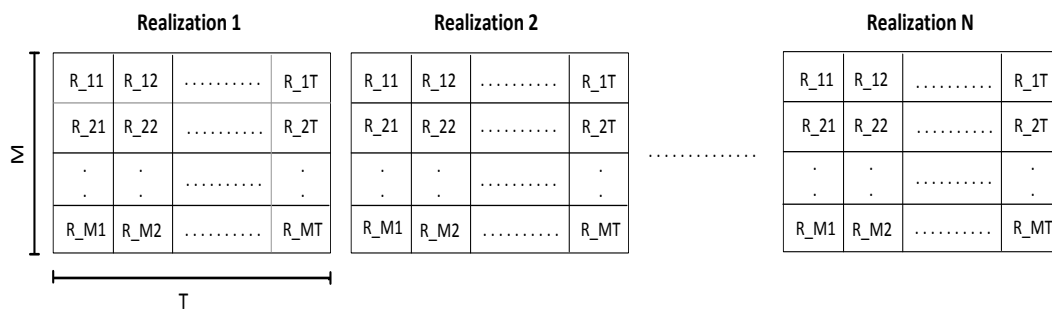 Realization 1 Realization 2 Realization N
R_11 R_12 .......... R_1T R_11 R_12 .......... R_1T R_11 R_12 .......... R_1T
R_21 R_22 .......... R_2T R_21 R_22 .......... R_2T R_21 R_22 .......... R_2T
M
..............
. . .......... . . . .......... . . . .......... .
. . . . . . . . .
R_M1 R_M2 .......... R_MT R_M1 R_M2 .......... R_MT R_M1 R_M2 .......... R_MT
T